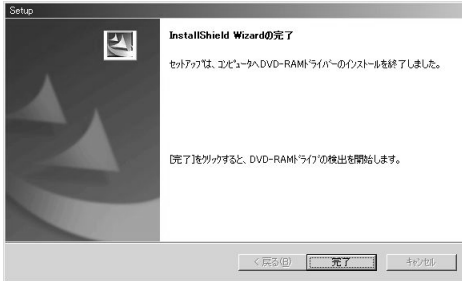 Setup
InstallShield Wizardの完了
ｾｯﾄｱｯﾌﾟは、ｺﾝﾋﾟｭｰﾀへDVD-RAMﾄﾞﾗｲﾊﾞｰのｲﾝｽﾄｰﾙを終了しました。
[完了]をｸﾘｯｸすると、DVD-RAMﾄﾞﾗｲﾌﾞの検出を開始します。
< 戻る(B) 完了 ｷｬﾝｾﾙ